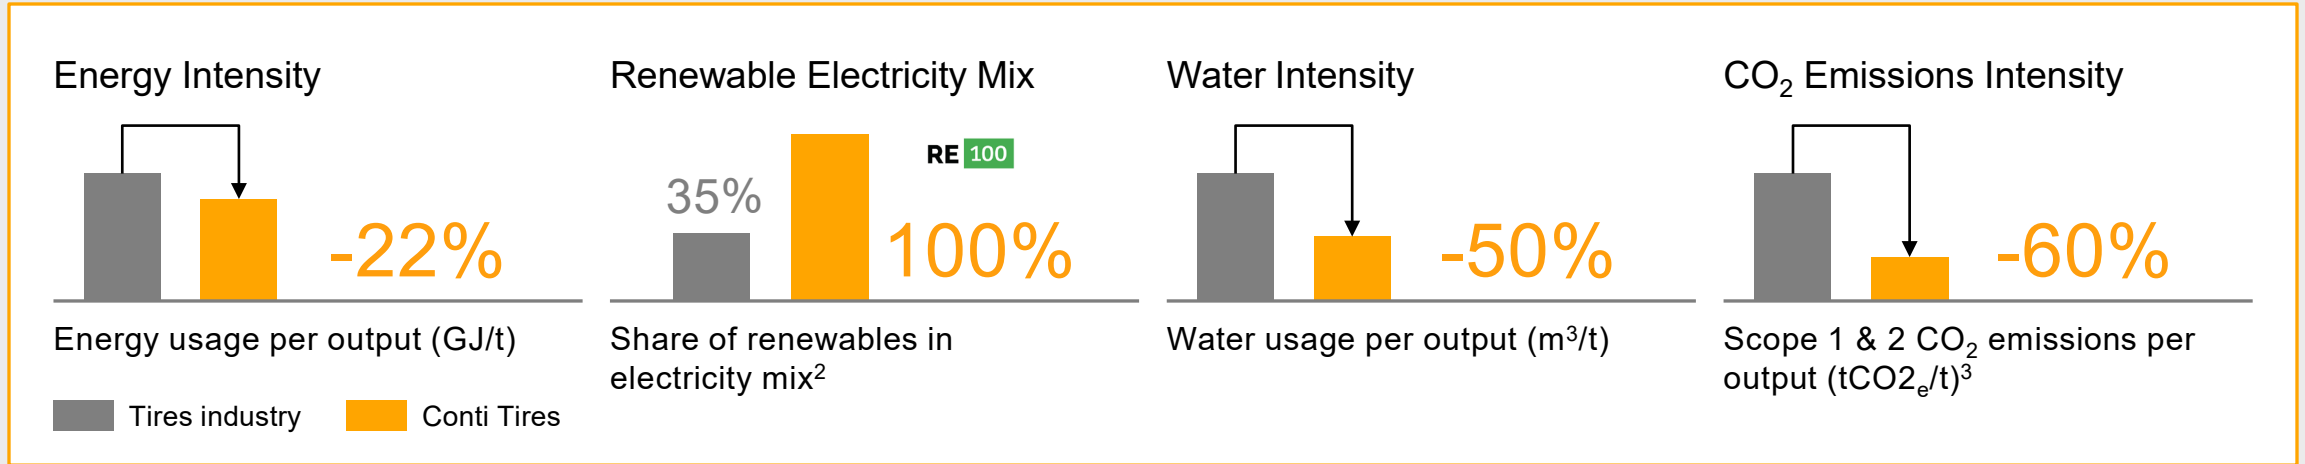 Energy Intensity
-22%
Energy usage per output (GJ/t)
Renewable Electricity Mix
RE 100
35%
100%
Share of renewables in
electricity mix²
Water Intensity
-50%
Water usage per output (m³/t)
CO₂ Emissions Intensity
-60%
Scope 1 & 2 CO₂ emissions per
output (tCO2ₑ/t)³
Tires industry
Conti Tires